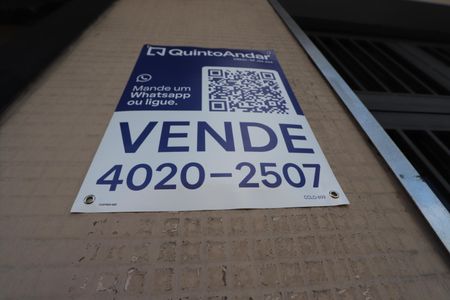 QuintoAndar
Mande um
Whatsapp
ou ligue.
VENDE
4020-2507